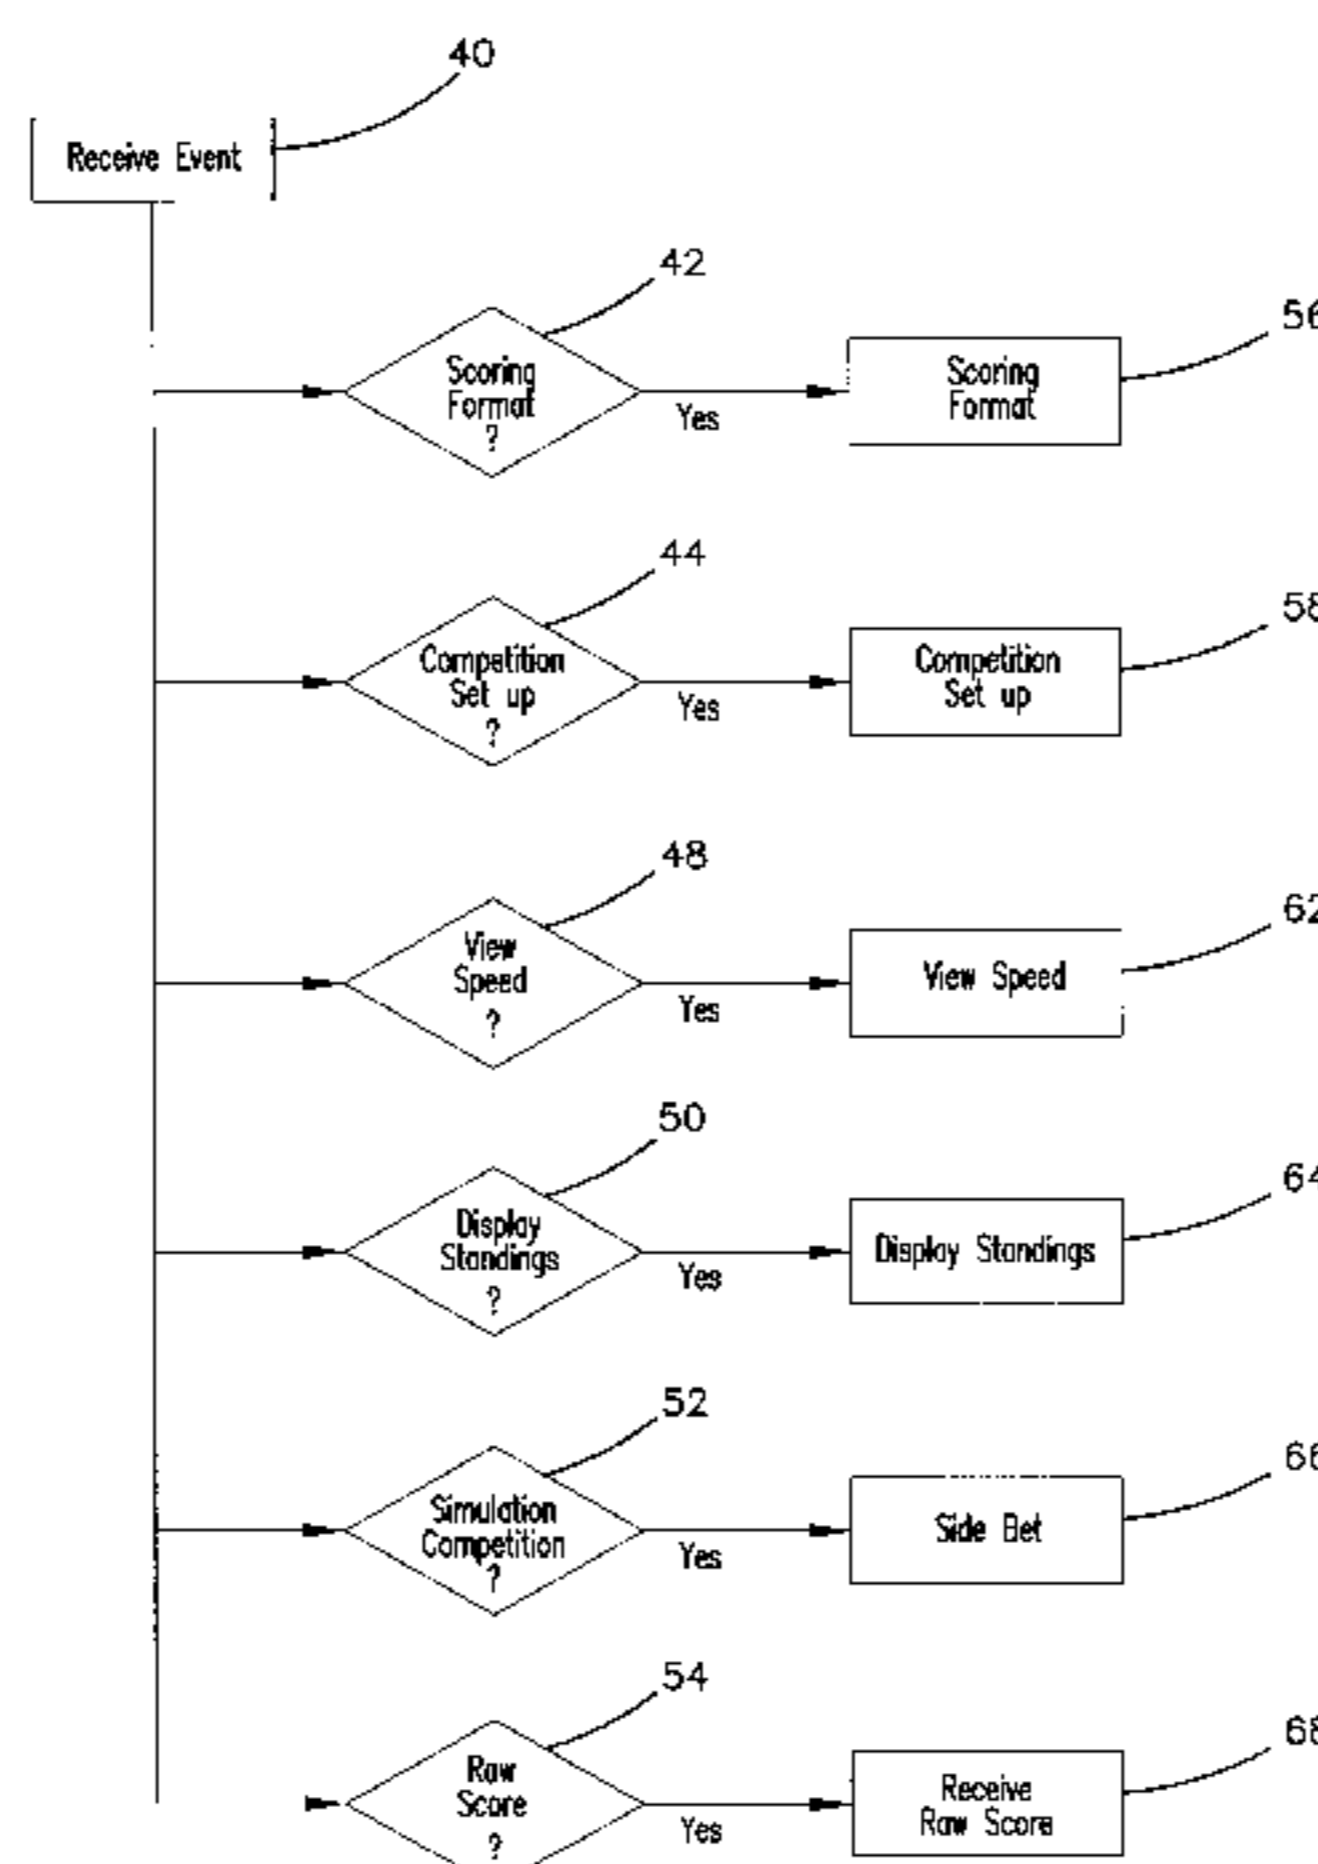 40
Receive Event
42
56
Scoring
Format
?
Yes
Scoring
Format
44
58
Competition
Set up
?
Yes
Competition
Set up
48
62
View
Speed
?
Yes
View Speed
50
64
Display
Standings
?
Yes
Display Standings
52
66
Simulation
Competition
?
Yes
Side Bet
54
68
Raw
Score
?
Yes
Receive
Raw Score